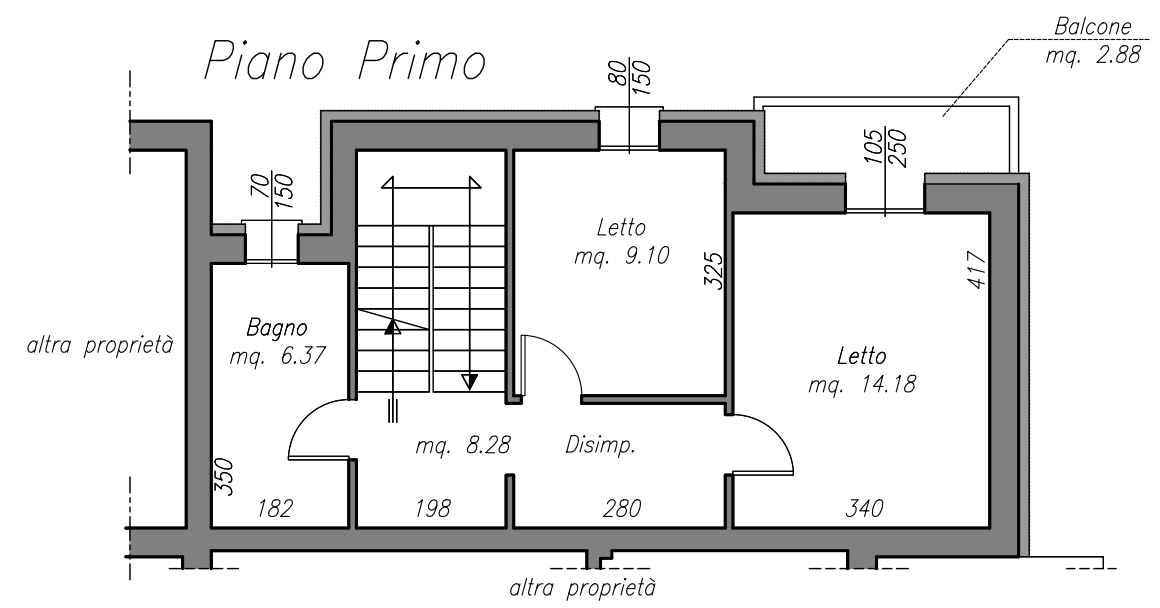 Piano Primo
Balcone
mq. 2.88
80
150
105
250
70
150
Letto
mq. 9.10
325
417
Bagno
mq. 6.37
altra proprietà
Letto
mq. 14.18
mq. 8.28 Disimp.
350
182
198
280
340
altra proprietà